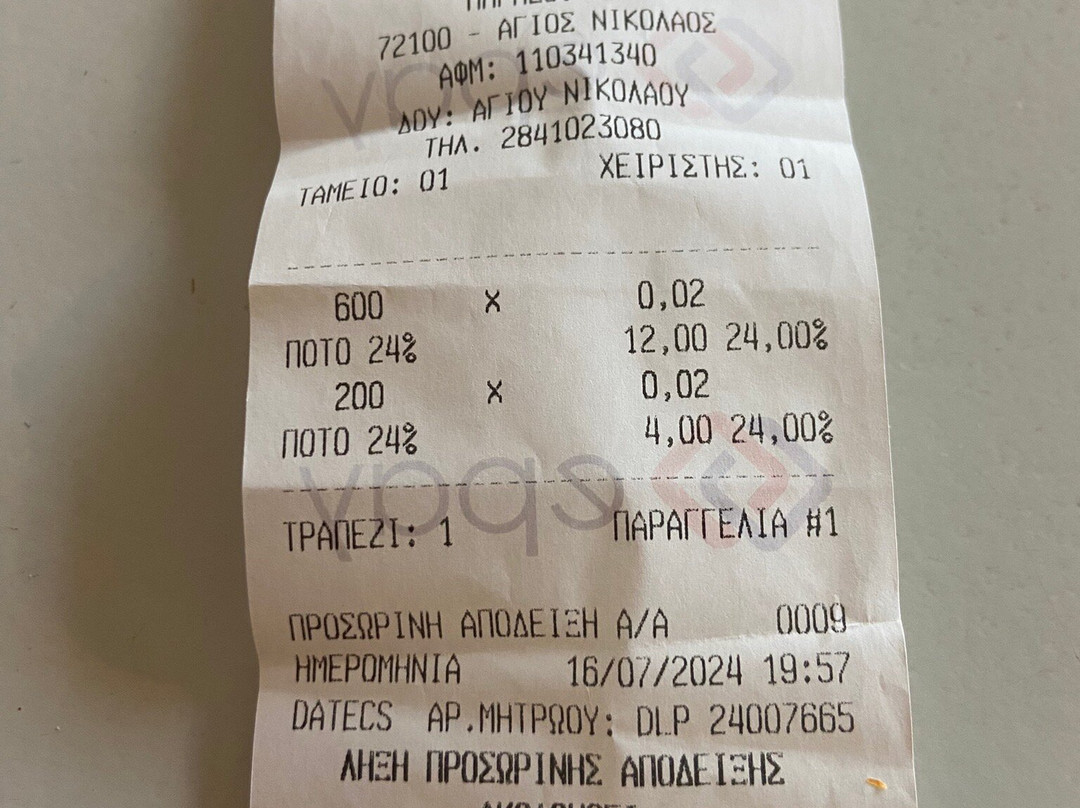 72100 - ΑΓΙΟΣ ΝΙΚΟΛΑΟΣ
ΑΦΜ: 110341340
ΔΟΥ: ΑΓΙΟΥ ΝΙΚΟΛΑΟΥ
ΤΗΛ. 2841023080
ΤΑΜΕΙΟ: 01 ΧΕΙΡΙΣΤΗΣ: 01
600 X 0,02
ΠΟΤΟ 24% 12,00 24,00%
200 X 0,02
ΠΟΤΟ 24% 4,00 24,00%
ΤΡΑΠΕΖΙ: 1 ΠΑΡΑΓΓΕΛΙΑ #1
ΠΡΟΣΩΡΙΝΗ ΑΠΟΔΕΙΞΗ Α/Α 0009
ΗΜΕΡΟΜΗΝΙΑ 16/07/2024 19:57
DATECS ΑΡ.ΜΗΤΡΩΟΥ: DLP 24007665
ΛΗΞΗ ΠΡΟΣΩΡΙΝΗΣ ΑΠΟΔΕΙΞΗΣ